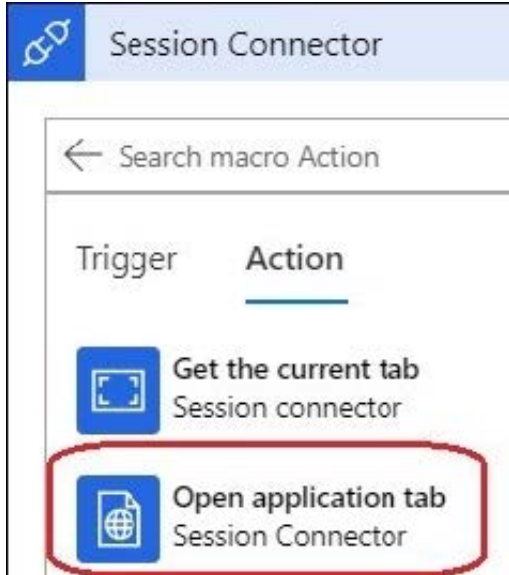 Session Connector
Search macro Action
Trigger Action
Get the current tab
Session connector
Open application tab
Session Connector